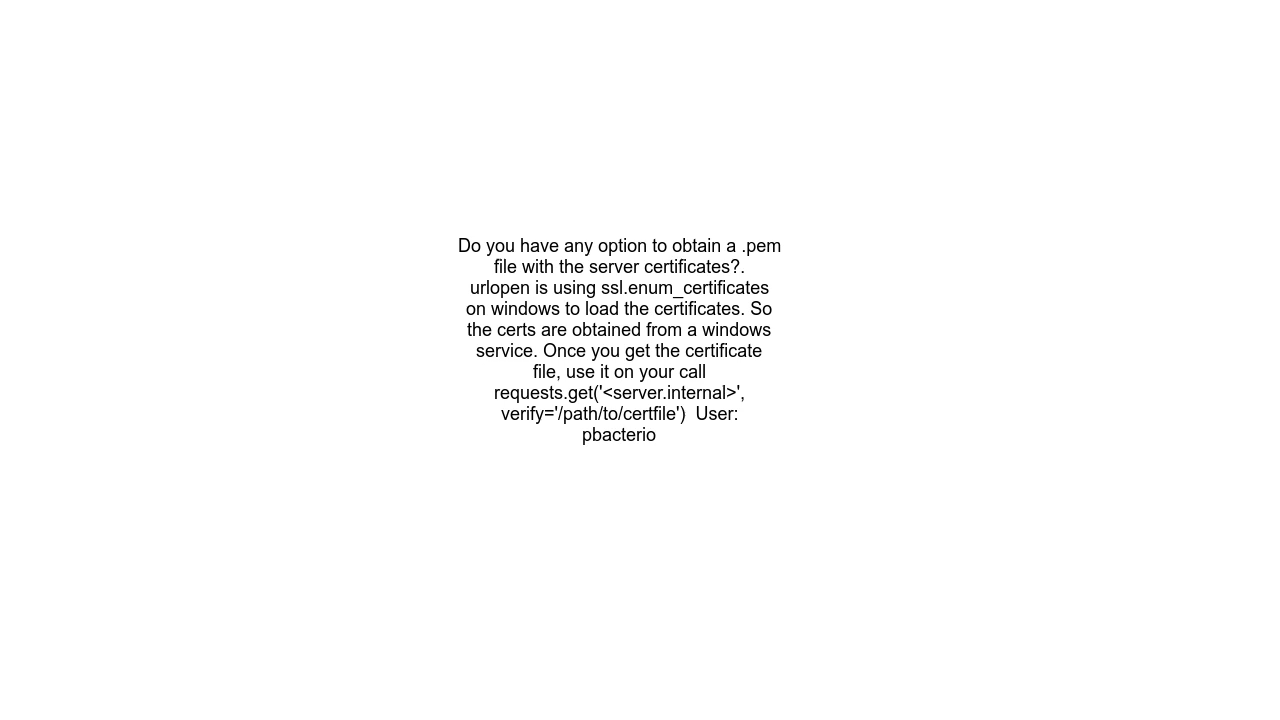 Do you have any option to obtain a .pem
file with the server certificates?.
urlopen is using ssl.enum_certificates
on windows to load the certificates. So
the certs are obtained from a windows
service. Once you get the certificate
file, use it on your call
requests.get('<server.internal>',
verify='/path/to/certfile')  User:
pbacterio